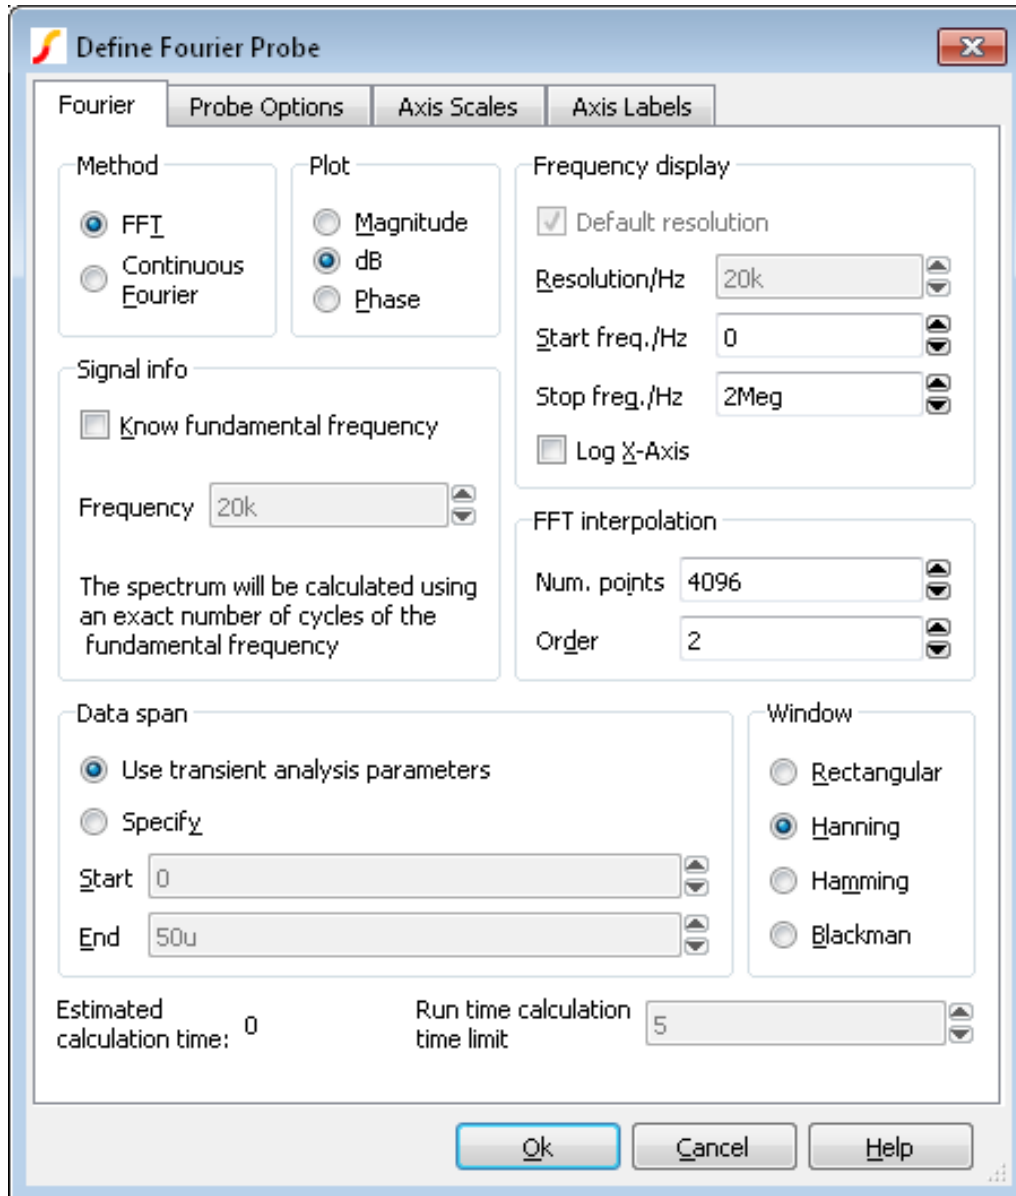 Define Fourier Probe
Fourier
Probe Options
Axis Scales
Axis Labels
Method
FFT
Continuous
Fourier
Plot
Magnitude
dB
Phase
Frequency display
Default resolution
Resolution/Hz 20k
Start freq./Hz 0
Stop freq./Hz 2Meg
Log X-Axis
Signal info
Know fundamental frequency
Frequency 20k
The spectrum will be calculated using
an exact number of cycles of the
fundamental frequency
FFT interpolation
Num. points 4096
Order 2
Data span
Use transient analysis parameters
Specify
Start 0
End 50u
Window
Rectangular
Hanning
Hamming
Blackman
Estimated
calculation time: 0
Run time calculation
time limit 5
Ok
Cancel
Help